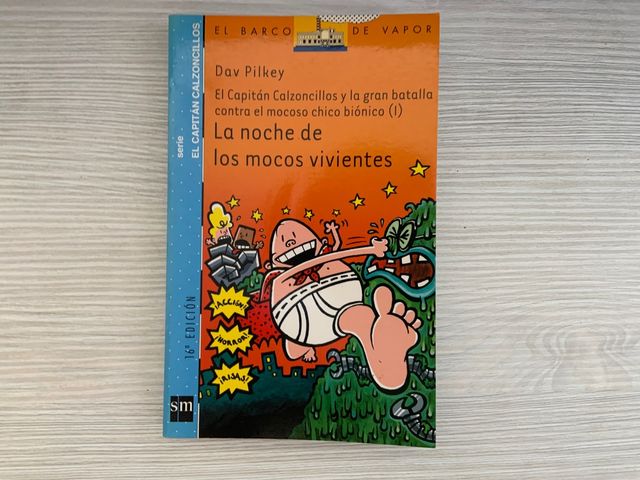 EL BARCO DE VAPOR
Dav Pilkey
El Capitán Calzoncillos y la gran batalla
contra el mocoso chico biónico (I)
La noche de
los mocos vivientes
serie
EL CAPITÁN CALZONCILLOS
¡ACCIÓN!
¡HORROR!
¡RISAS!
16ª EDICIÓN
sm